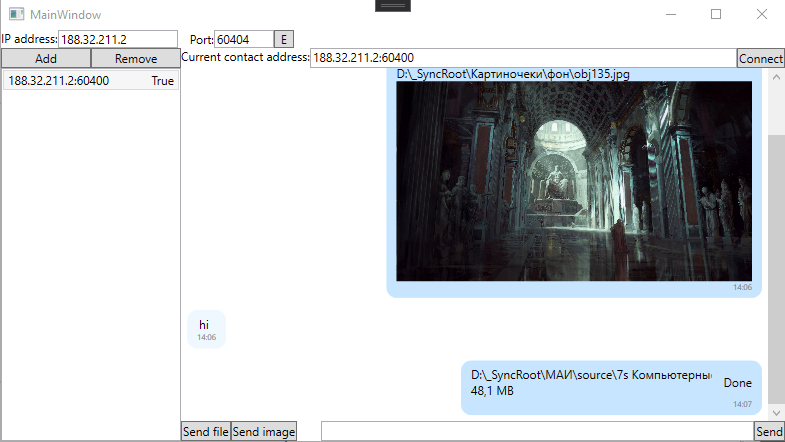 MainWindow
IP address: 188.32.211.2 Port: 60404 E
Add Remove Current contact address: 188.32.211.2:60400 Connect
188.32.211.2:60400 True
D:\_SyncRoot\Картиночеки\фон\obj135.jpg
14:06
hi
14:06
D:\_SyncRoot\МАИ\source\7s Компьютерны
Done
48,1 MB
14:07
Send file Send image Send